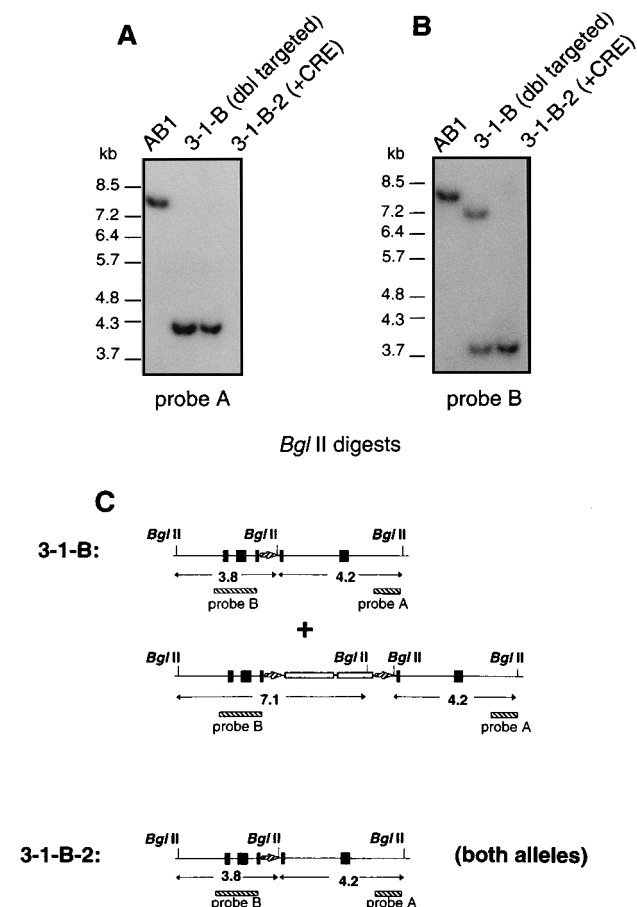 A
B
AB1
3-1-B (dbl targeted)
3-1-B-2 (+CRE)
AB1
3-1-B (dbl targeted)
3-1-B-2 (+CRE)
kb
8.5
7.2
6.4
5.7
4.8
4.3
3.7
kb
8.5
7.2
6.4
5.7
4.8
4.3
3.7
probe A
probe B
Bgl II digests
C
3-1-B:
Bgl II Bgl II Bgl II
3.8 4.2
probe B probe A
+
Bgl II Bgl II Bgl II Bgl II
7.1 4.2
probe B probe A
3-1-B-2:
Bgl II Bgl II Bgl II
(both alleles)
3.8 4.2
probe B probe A